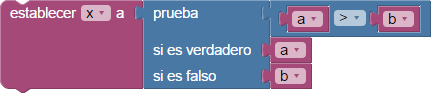 establecer x a prueba a > b
si es verdadero a
si es falso b